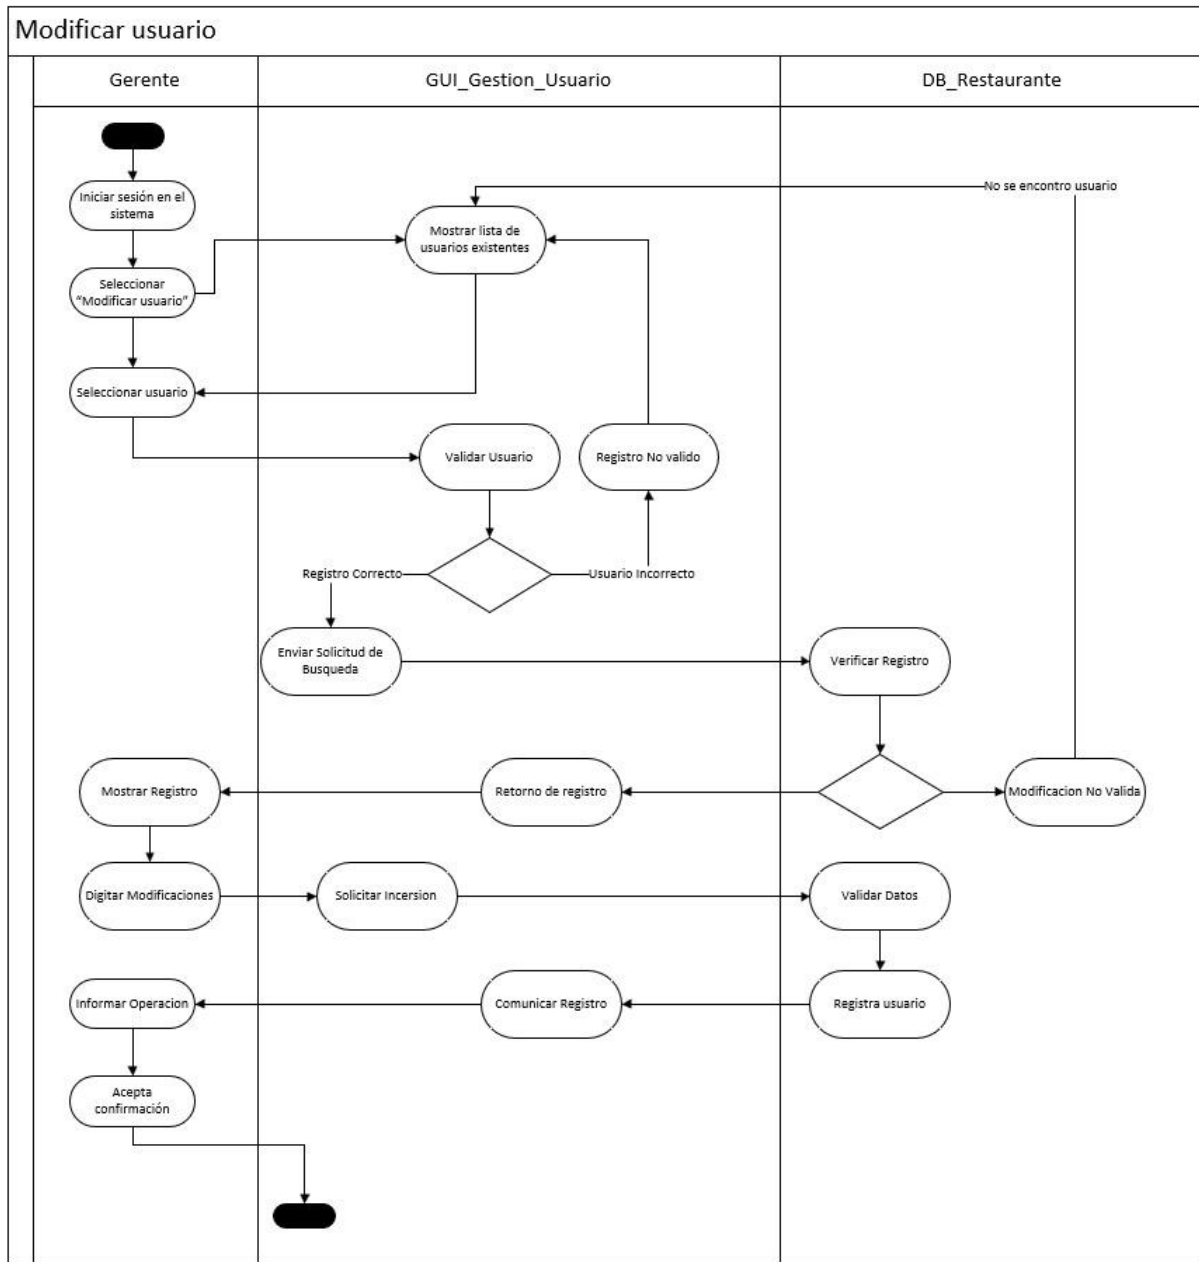 Modificar usuario
Gerente
GUI_Gestion_Usuario
DB_Restaurante
No se encontro usuario
Iniciar sesión en el
sistema
Mostrar lista de
usuarios existentes
Seleccionar
“Modificar usuario”
Seleccionar usuario
Validar Usuario
Registro No valido
Registro Correcto
Usuario Incorrecto
Enviar Solicitud de
Busqueda
Verificar Registro
Mostrar Registro
Retorno de registro
Modificacion No Valida
Digitar Modificaciones
Solicitar Incersion
Validar Datos
Informar Operacion
Comunicar Registro
Registra usuario
Acepta
confirmación